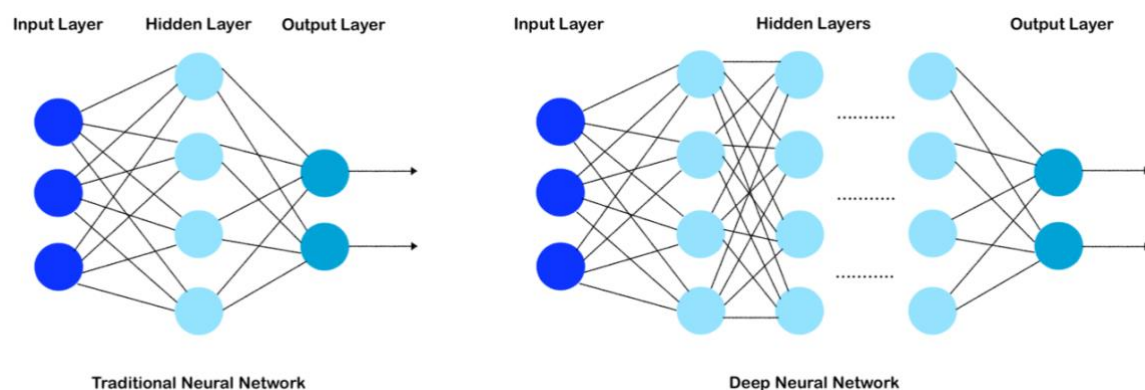 Input Layer
Hidden Layer
Output Layer
Traditional Neural Network
Input Layer
Hidden Layers
Output Layer
Deep Neural Network